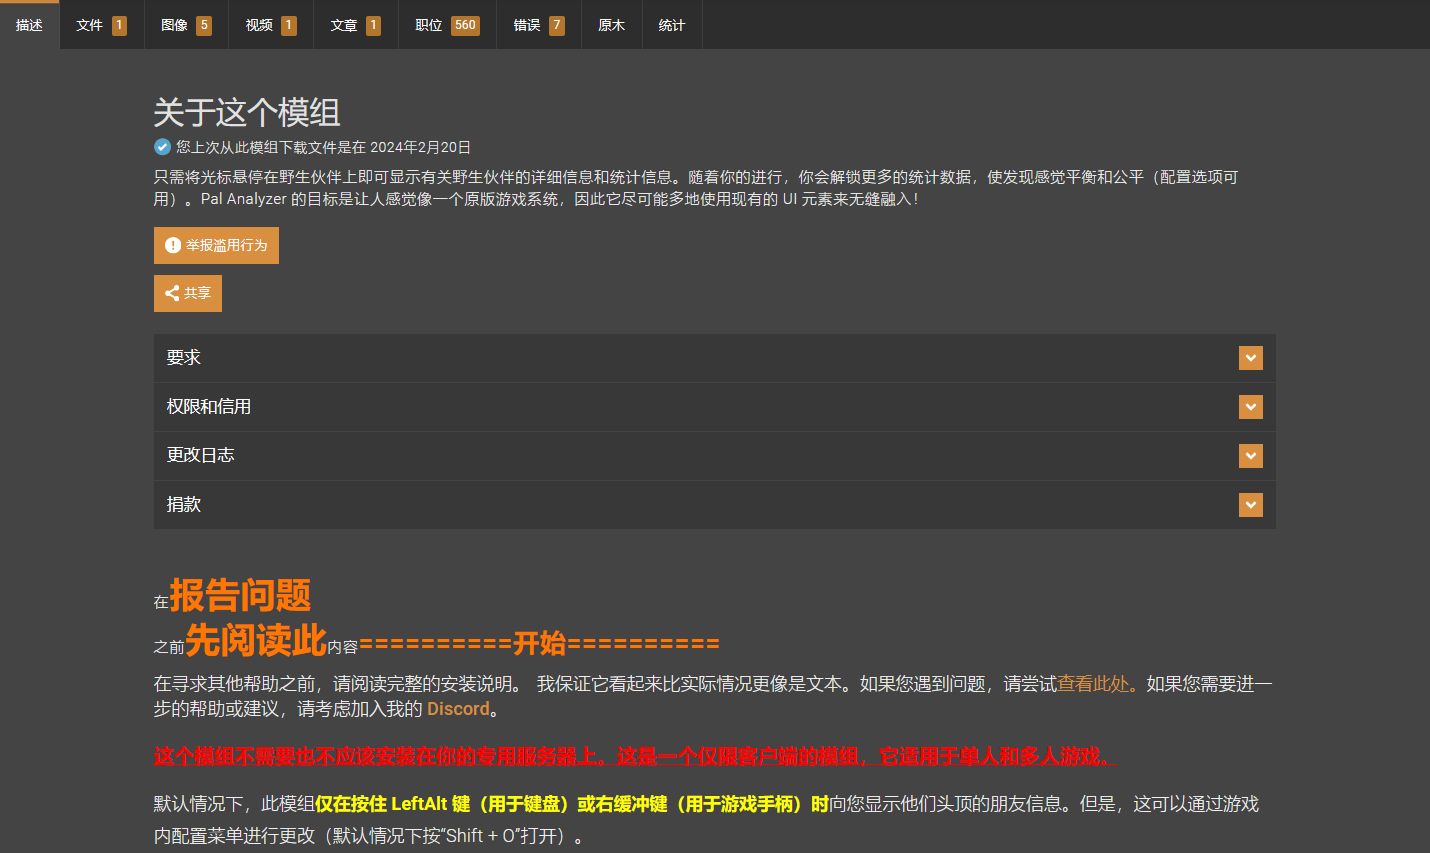 描述 文件 1 图像 5 视频 1 文章 1 职位 560 错误 7 原木 统计
关于这个模组
您上次从此模组下载文件是在 2024年2月20日
只需将光标悬停在野生伙伴上即可显示有关野生伙伴的详细信息和统计信息。随着你的进行，你会解锁更多的统计数据，使发现感觉平衡和公平（配置选项可
用）。Pal Analyzer 的目标是让人感觉像一个原版游戏系统，因此它尽可能多地使用现有的 UI 元素来无缝融入！
举报滥用行为
共享
要求
权限和信用
更改日志
捐款
在报告问题
之前先阅读此内容==========开始==========
在寻求其他帮助之前，请阅读完整的安装说明。 我保证它看起来比实际情况更像是文本。如果您遇到问题，请尝试查看此处。如果您需要进一
步的帮助或建议，请考虑加入我的 Discord。
这个模组不需要也不应该安装在你的专用服务器上。这是一个仅限客户端的模组，它适用于单人和多人游戏。
默认情况下，此模组仅在按住 LeftAlt 键（用于键盘）或右缓冲键（用于游戏手柄）时向您显示他们头顶的朋友信息。但是，这可以通过游戏
内配置菜单进行更改（默认情况下按“Shift + O”打开）。